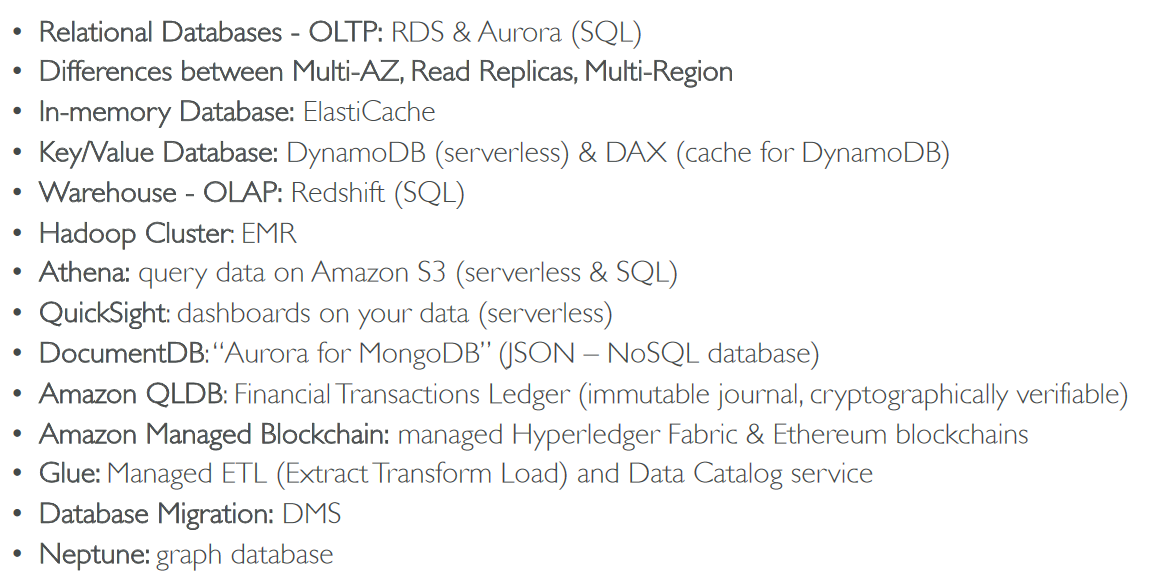 • Relational Databases - OLTP: RDS & Aurora (SQL)
• Differences between Multi-AZ, Read Replicas, Multi-Region
• In-memory Database: ElastiCache
• Key/Value Database: DynamoDB (serverless) & DAX (cache for DynamoDB)
• Warehouse - OLAP: Redshift (SQL)
• Hadoop Cluster: EMR
• Athena: query data on Amazon S3 (serverless & SQL)
• QuickSight: dashboards on your data (serverless)
• DocumentDB: “Aurora for MongoDB” (JSON – NoSQL database)
• Amazon QLDB: Financial Transactions Ledger (immutable journal, cryptographically verifiable)
• Amazon Managed Blockchain: managed Hyperledger Fabric & Ethereum blockchains
• Glue: Managed ETL (Extract Transform Load) and Data Catalog service
• Database Migration: DMS
• Neptune: graph database